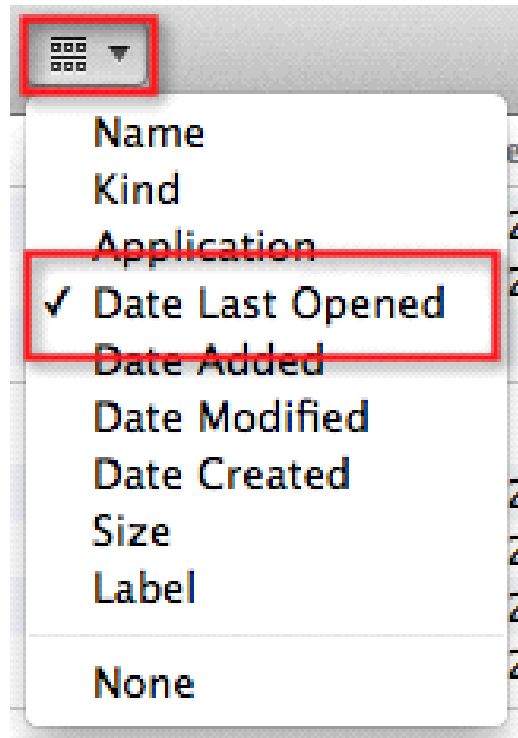 Name
Kind
Application
✓ Date Last Opened
Date Added
Date Modified
Date Created
Size
Label
None